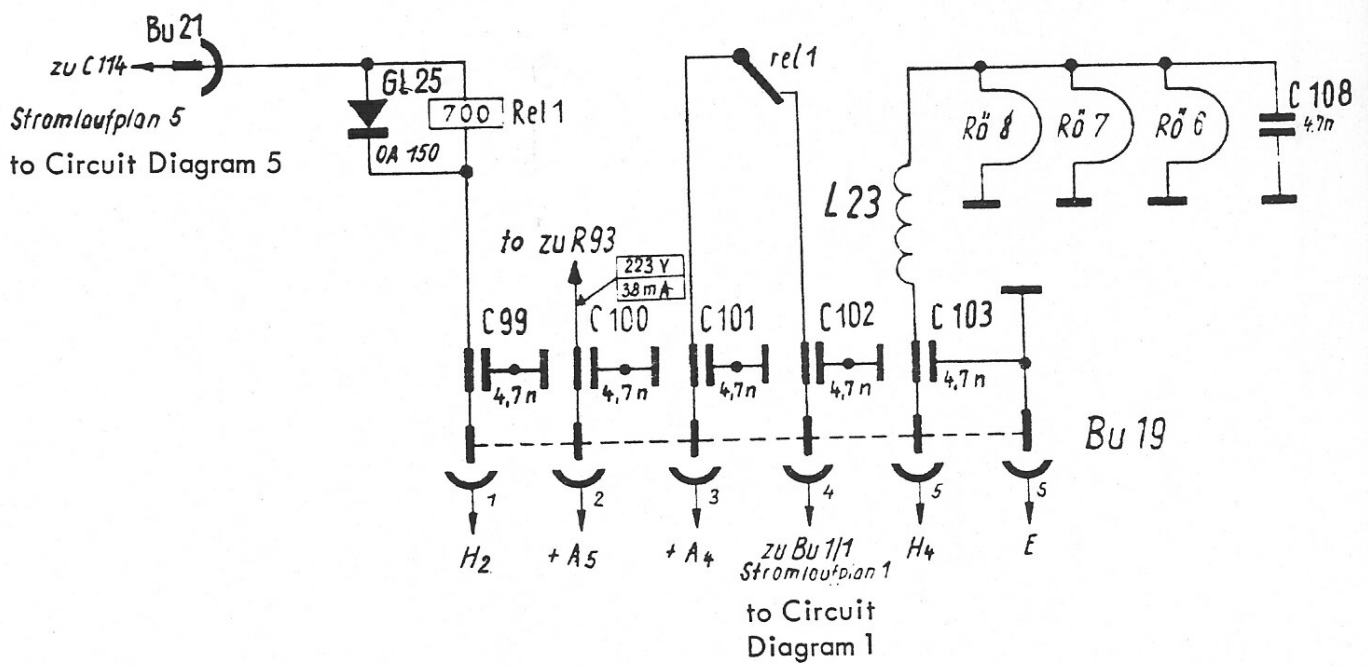 Bu 21
zu C 114
Stromlaufplan 5
to Circuit Diagram 5
GL 25
OA 150
700
Rel 1
rel 1
Rö 8
Rö 7
Rö 6
C 108
4.7n
L 23
to zu R 93
223 V
38 mA
C 99
4,7 n
C 100
4,7 n
C 101
4,7n
C 102
4,7 n
C 103
4,7 n
Bu 19
1
2
3
4
5
S
H2
+ A5
+ A4
zu Bu 1/1
Stromlaufplan 1
to Circuit
Diagram 1
H4
E